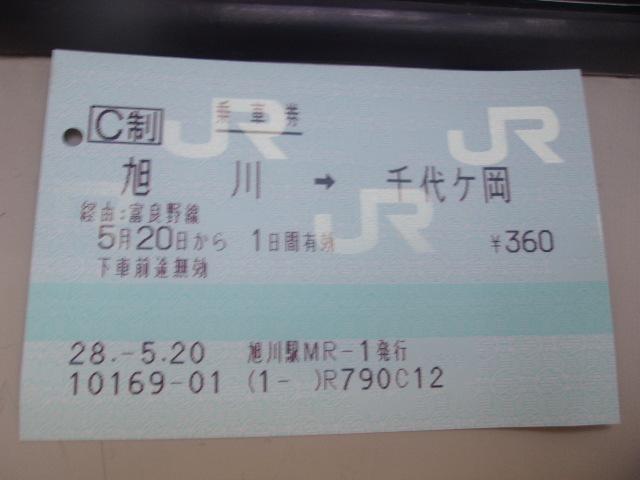 C制 乗車券
旭川 → 千代ケ岡
経由:富良野線
5月20日から 1日間有効 ¥360
下車前途無効
28.-5.20 旭川駅MR-1発行
10169-01 (1- )R790C12
JR
JR
JR